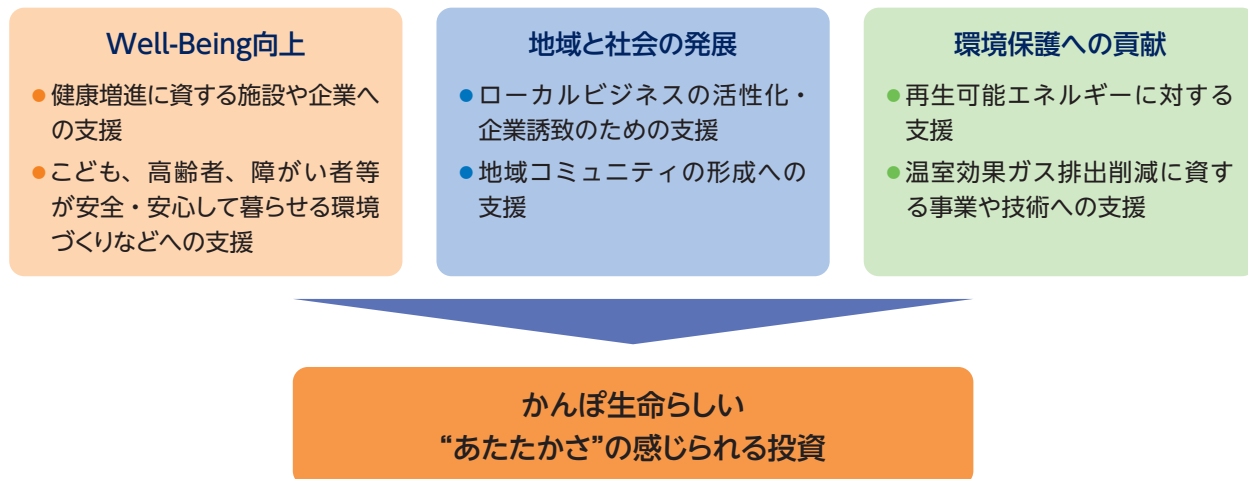 Well-Being向上
●健康増進に資する施設や企業へ
の支援
●こども、高齢者、障がい者等
が安全・安心して暮らせる環境
づくりなどへの支援
地域と社会の発展
●ローカルビジネスの活性化・
企業誘致のための支援
●地域コミュニティの形成への
支援
環境保護への貢献
●再生可能エネルギーに対する
支援
●温室効果ガス排出削減に資す
る事業や技術への支援
かんぽ生命らしい
“あたたかさ”の感じられる投資